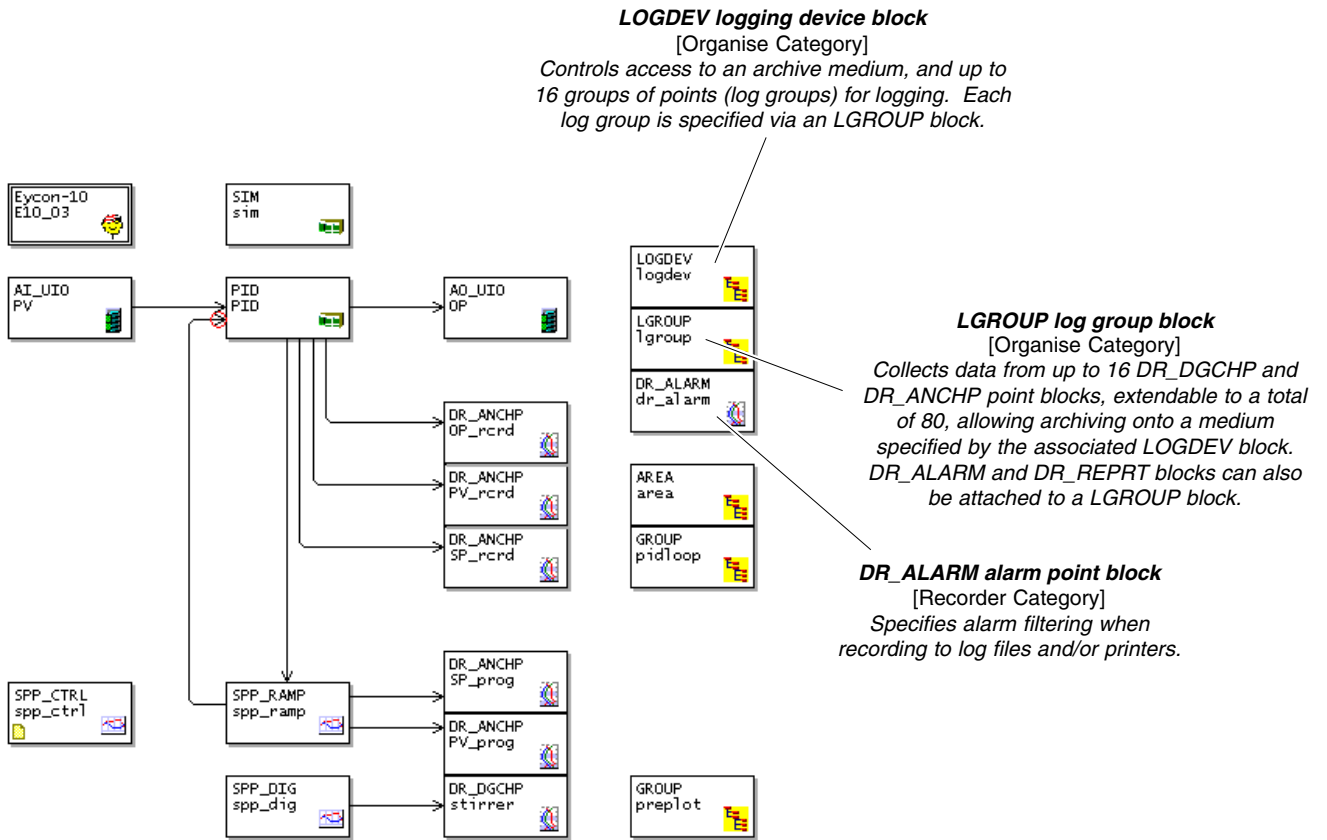 LOGDEV logging device block
[Organise Category]
Controls access to an archive medium, and up to
16 groups of points (log groups) for logging.  Each
log group is specified via an LGROUP block.
Eycon-10
E10_03
SIM
sim
AI_UIO
PV
PID
PID
AO_UIO
OP
LOGDEV
logdev
LGROUP
lgroup
DR_ALARM
dr_alarm
LGROUP log group block
[Organise Category]
Collects data from up to 16 DR_DGCHP and
DR_ANCHP point blocks, extendable to a total
of 80, allowing archiving onto a medium
specified by the associated LOGDEV block.
DR_ALARM and DR_REPRT blocks can also
be attached to a LGROUP block.
DR_ANCHP
OP_rcrd
DR_ANCHP
PV_rcrd
DR_ANCHP
SP_rcrd
AREA
area
GROUP
pidloop
DR_ALARM alarm point block
[Recorder Category]
Specifies alarm filtering when
recording to log files and/or printers.
SPP_CTRL
spp_ctrl
SPP_RAMP
spp_ramp
DR_ANCHP
SP_prog
DR_ANCHP
PV_prog
SPP_DIG
spp_dig
DR_DGCHP
stirrer
GROUP
preplot